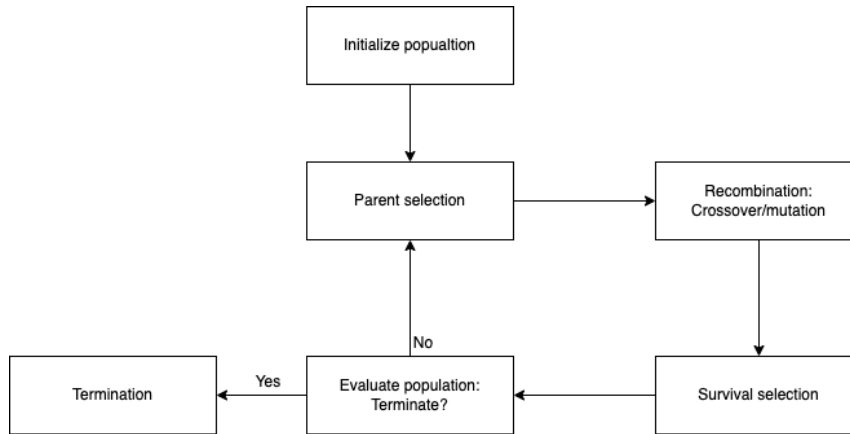 Initialize popualtion
Parent selection
Recombination:
Crossover/mutation
No
Yes
Termination
Evaluate population:
Terminate?
Survival selection